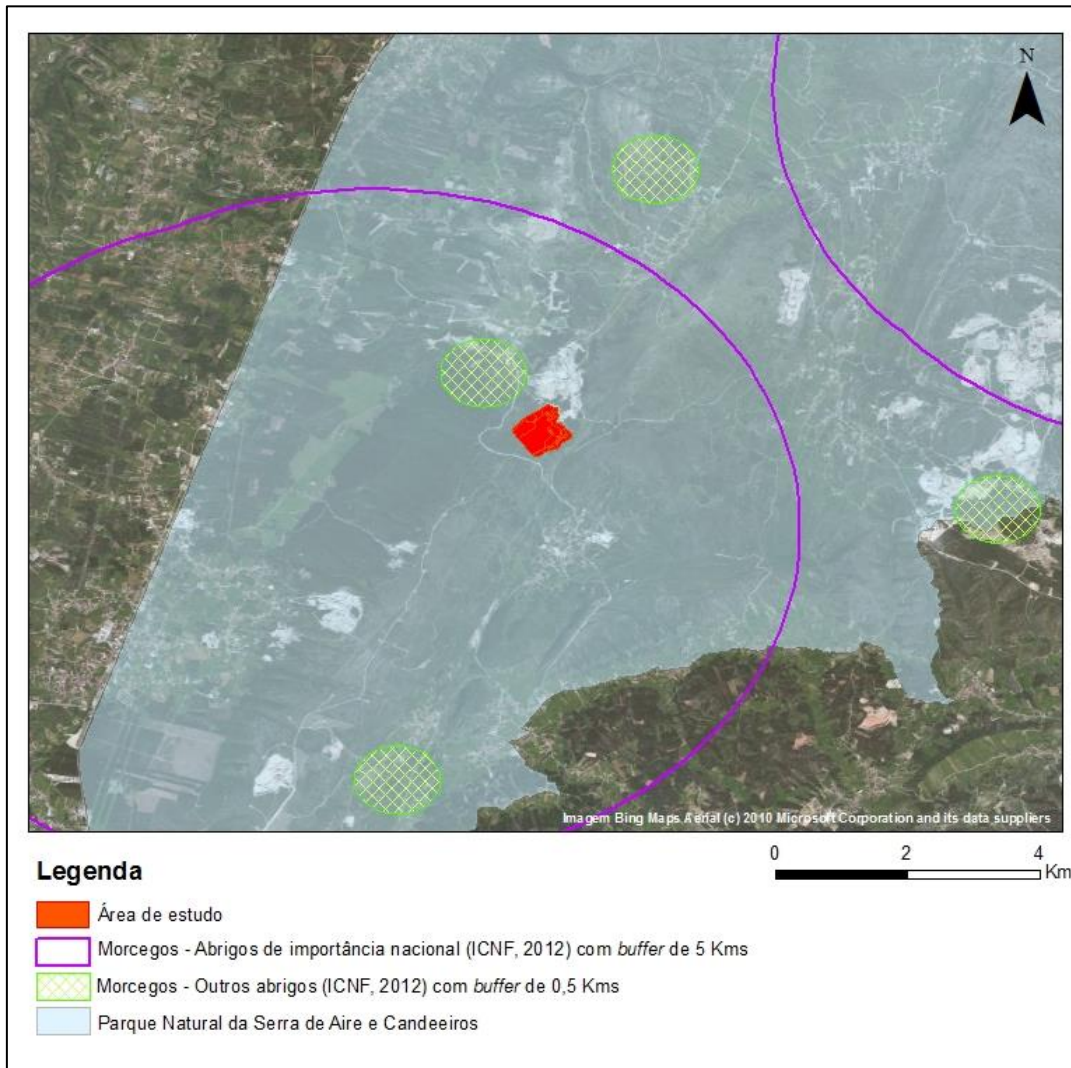 N
Imagem Bing Maps Aerial (c) 2010 Microsoft Corporation and its data suppliers
Legenda
0 2 4
Km
Área de estudo
Morcegos - Abrigos de importância nacional (ICNF, 2012) com buffer de 5 Kms
Morcegos - Outros abrigos (ICNF, 2012) com buffer de 0,5 Kms
Parque Natural da Serra de Aire e Candeeiros